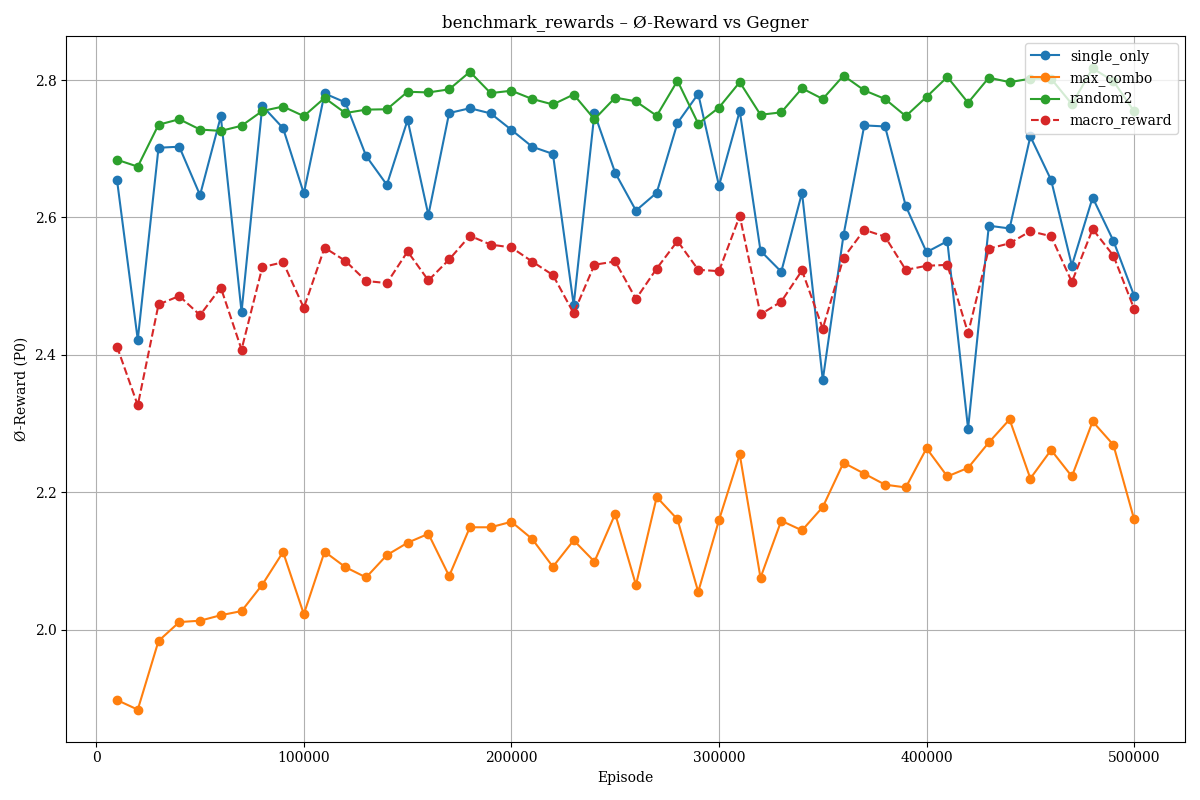 benchmark_rewards – Ø-Reward vs Gegner
single_only
max_combo
random2
macro_reward
Ø-Reward (P0)
2.8
2.6
2.4
2.2
2.0
0
100000
200000
300000
400000
500000
Episode